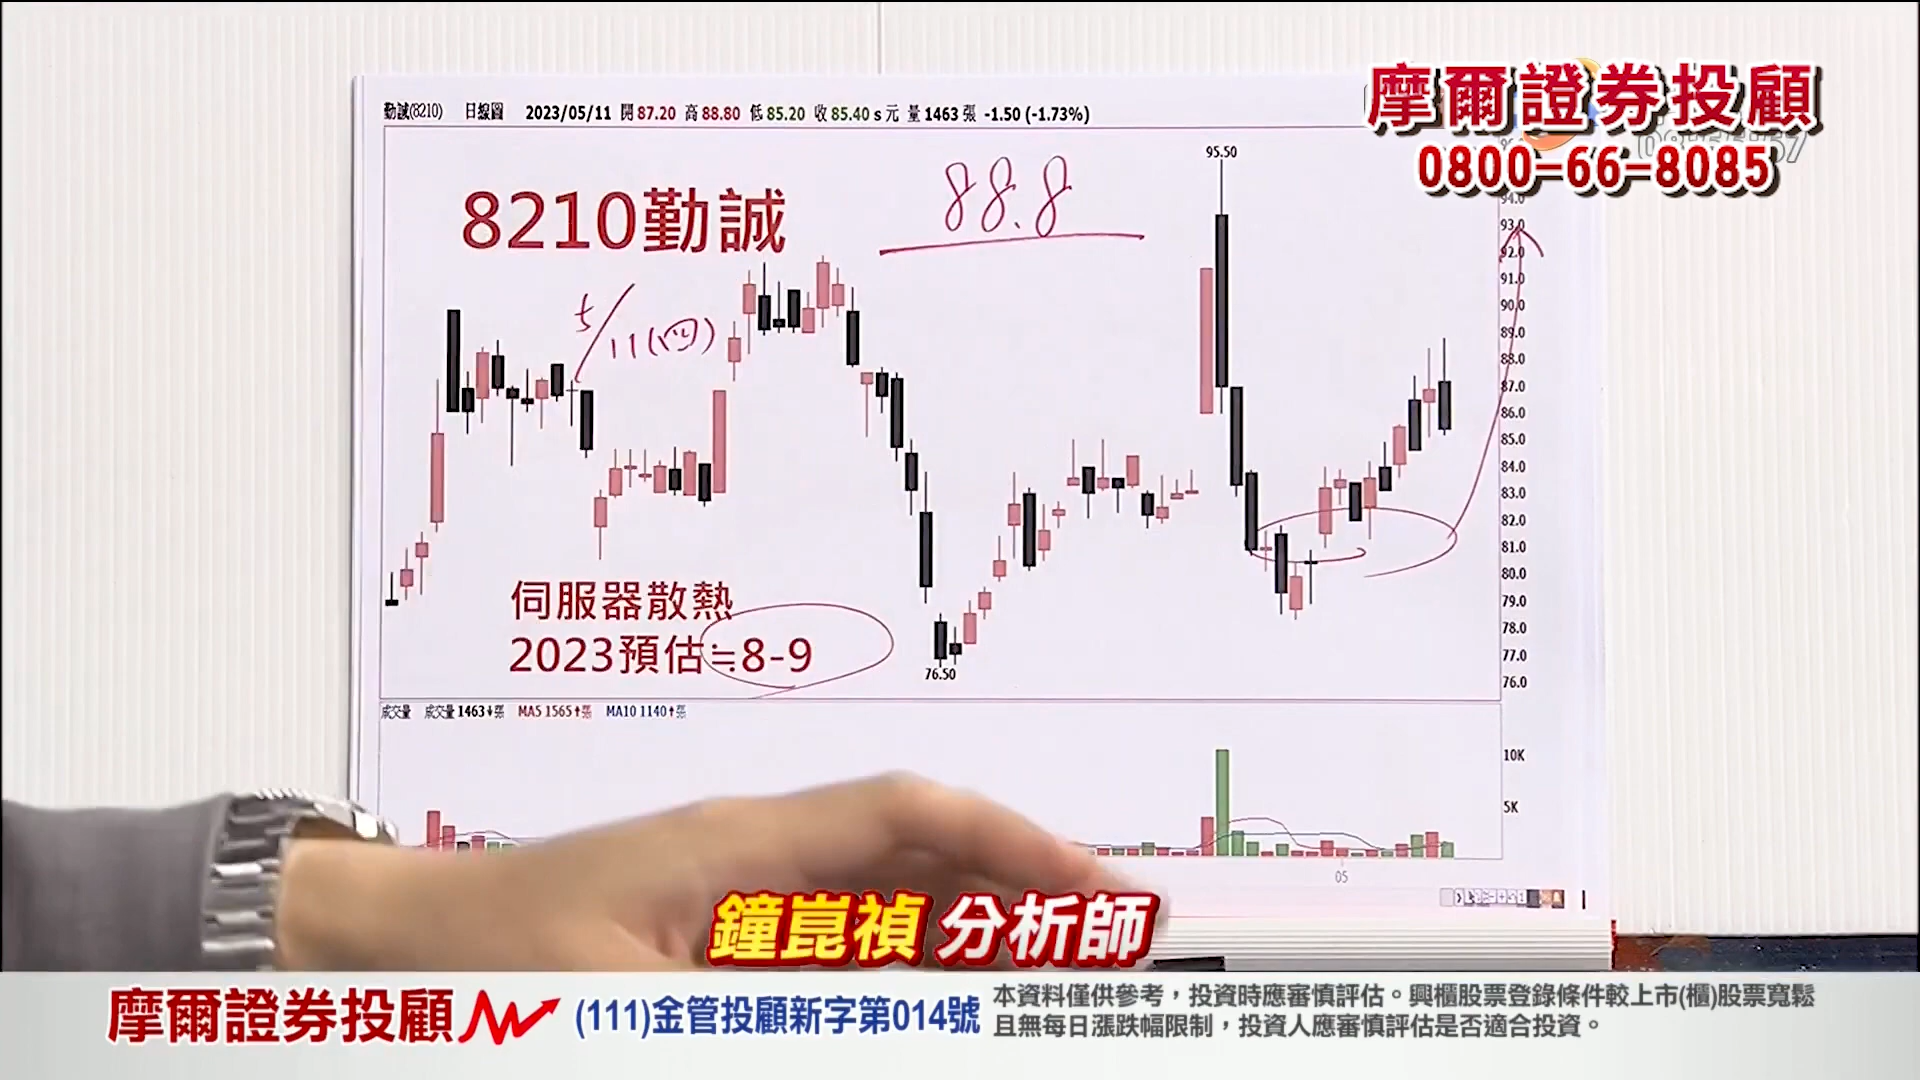 摩爾證券投顧
0800-66-8085
勤誠(8210) 日線圖 2023/05/11 開 87.20 高 88.80 低 85.20 收 85.40 s 元 量 1463 張 -1.50 (-1.73%)
8210勤誠
88.8
95.50
5/11(四)
94.0
93.0
92.0
91.0
90.0
89.0
88.0
87.0
86.0
85.0
84.0
83.0
82.0
81.0
80.0
79.0
78.0
77.0
76.0
伺服器散熱
2023預估≒8-9
76.50
成交量 成交量 1463↓張 MA5 1565↑張 MA10 1140↑張
10K
5K
05
鐘崑禎 分析師
摩爾證券投顧 (111)金管投顧新字第014號
本資料僅供參考，投資時應審慎評估。興櫃股票登錄條件較上市(櫃)股票寬鬆
且無每日漲跌幅限制，投資人應審慎評估是否適合投資。